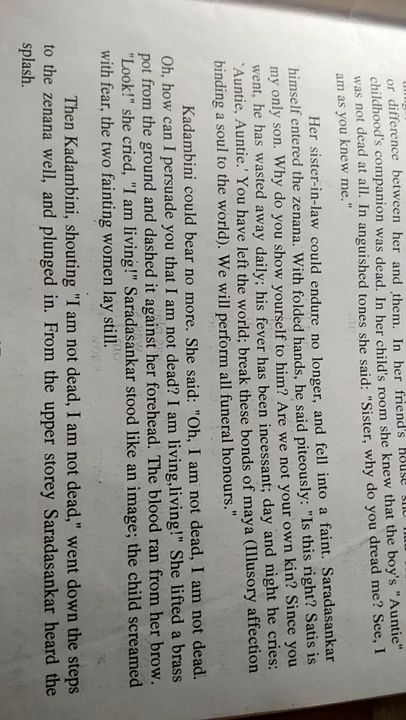 or difference between her and them. In her friend's house she
childhood's companion was dead. In her child's room she knew that the boy's "Auntie"
was not dead at all. In anguished tones she said: "Sister, why do you dread me? See, I
am as you knew me."
Her sister-in-law could endure no longer, and fell into a faint. Saradasankar
himself entered the zenana. With folded hands, he said piteously: "Is this right? Satis is
my only son. Why do you show yourself to him? Are we not your own kin? Since you
went, he has wasted away daily; his fever has been incessant; day and night he cries:
`Auntie, Auntie.' You have left the world; break these bonds of maya (Illusory affection
binding a soul to the world). We will perform all funeral honours."
Kadambini could bear no more. She said: "Oh, I am not dead, I am not dead.
Oh, how can I persuade you that I am not dead? I am living,living!" She lifted a brass
pot from the ground and dashed it against her forehead. The blood ran from her brow.
"Look!" she cried, "I am living!" Saradasankar stood like an image; the child screamed
with fear, the two fainting women lay still.
Then Kadambini, shouting "I am not dead, I am not dead," went down the steps
to the zenana well, and plunged in. From the upper storey Saradasankar heard the
splash.